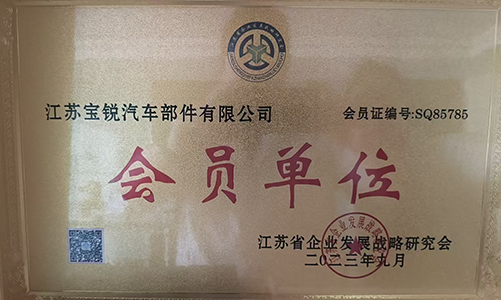 江苏宝锐汽车部件有限公司
会员证编号:SQ85785
会员单位
江苏省企业发展战略研究会
二〇二三年九月